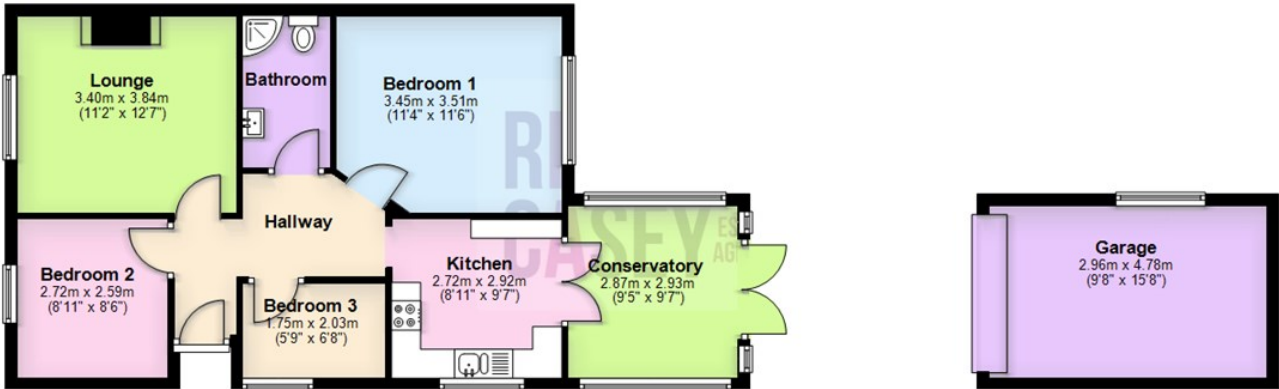 Lounge
3.40m x 3.84m
(11'2" x 12'7")
Bathroom
Bedroom 1
3.45m x 3.51m
(11'4" x 11'6")
Hallway
Bedroom 2
2.72m x 2.59m
(8'11" x 8'6")
Bedroom 3
1.75m x 2.03m
(5'9" x 6'8")
Kitchen
2.72m x 2.92m
(8'11" x 9'7")
Conservatory
2.87m x 2.93m
(9'5" x 9'7")
Garage
2.96m x 4.78m
(9'8" x 15'8")
CASEY